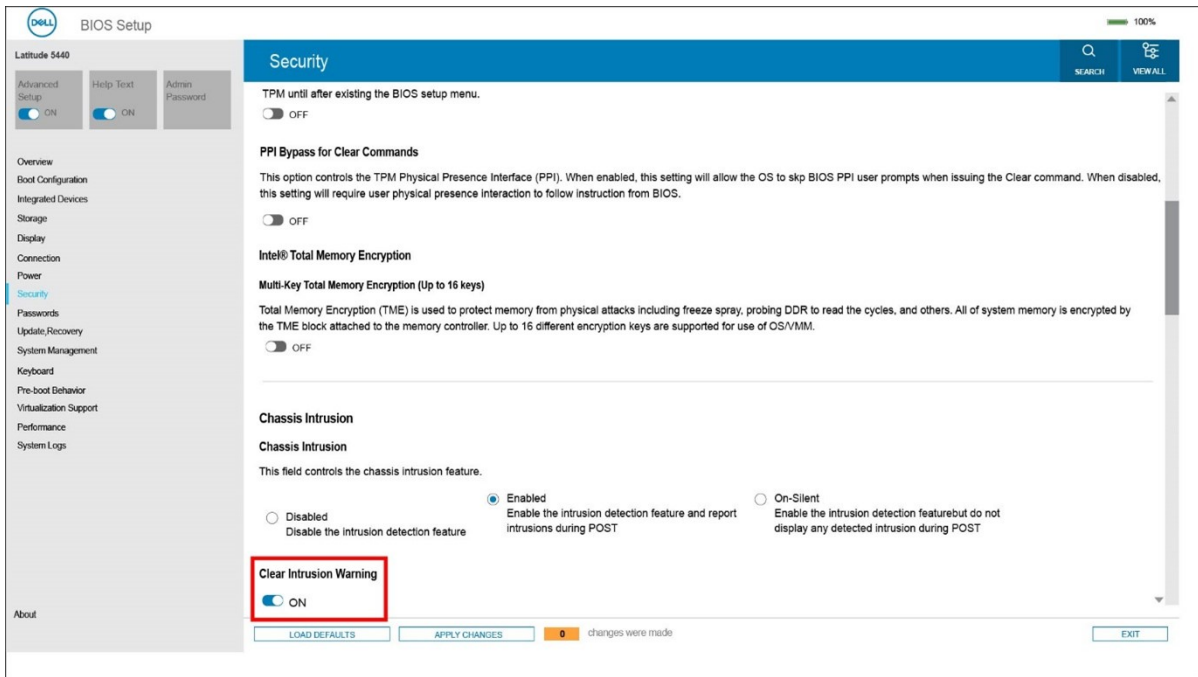 DELL
BIOS Setup
100%
Latitude 5440
Advanced Setup
ON
Help Text
ON
Admin Password
Overview
Boot Configuration
Integrated Devices
Storage
Display
Connection
Power
Security
Passwords
Update,Recovery
System Management
Keyboard
Pre-boot Behavior
Virtualization Support
Performance
System Logs
About
Security
SEARCH
VIEW ALL
TPM until after existing the BIOS setup menu.
OFF
PPI Bypass for Clear Commands
This option controls the TPM Physical Presence Interface (PPI). When enabled, this setting will allow the OS to skp BIOS PPI user prompts when issuing the Clear command. When disabled,
this setting will require user physical presence interaction to follow instruction from BIOS.
OFF
Intel® Total Memory Encryption
Multi-Key Total Memory Encryption (Up to 16 keys)
Total Memory Encryption (TME) is used to protect memory from physical attacks including freeze spray, probing DDR to read the cycles, and others. All of system memory is encrypted by
the TME block attached to the memory controller. Up to 16 different encryption keys are supported for use of OS/VMM.
OFF
Chassis Intrusion
Chassis Intrusion
This field controls the chassis intrusion feature.
Disabled
Disable the intrusion detection feature
Enabled
Enable the intrusion detection feature and report
intrusions during POST
On-Silent
Enable the intrusion detection featurebut do not
display any detected intrusion during POST
Clear Intrusion Warning
ON
LOAD DEFAULTS
APPLY CHANGES
0
changes were made
EXIT